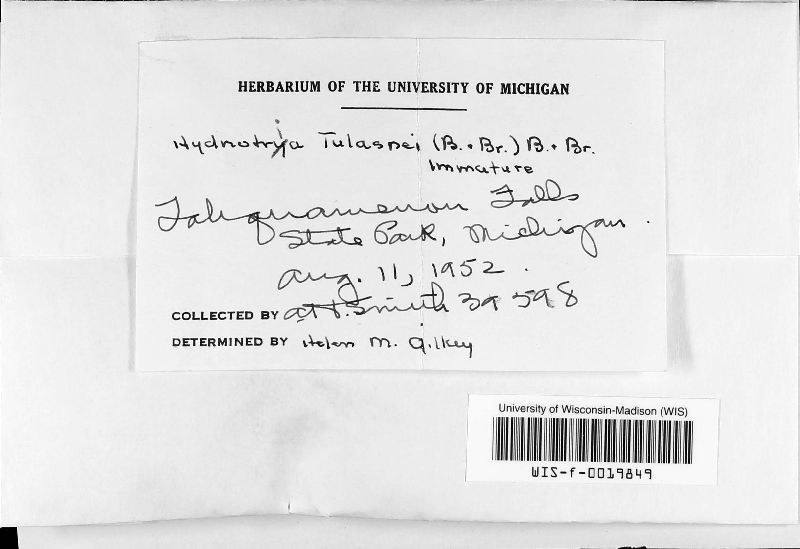 HERBARIUM OF THE UNIVERSITY OF MICHIGAN
Hydnotrya Tulasnei (B. + Br.) B. + Br.
Immature
Tahquamenon Falls
State Park, Michigan.
Aug. 11, 1952.
COLLECTED BY A H. Smith 39598
DETERMINED BY Helen M. Gilkey
University of Wisconsin-Madison (WIS)
WIS-f-0019849